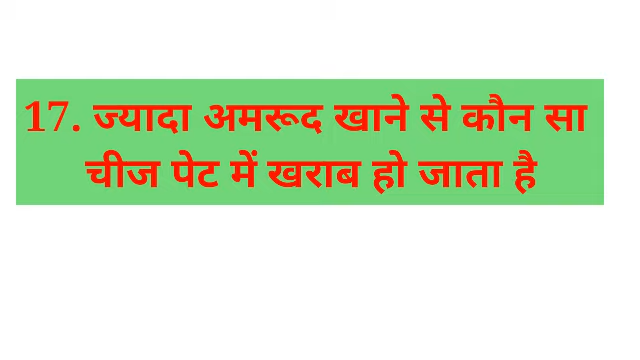 17. ज्यादा अमरूद खाने से कौन सा
चीज पेट में खराब हो जाता है